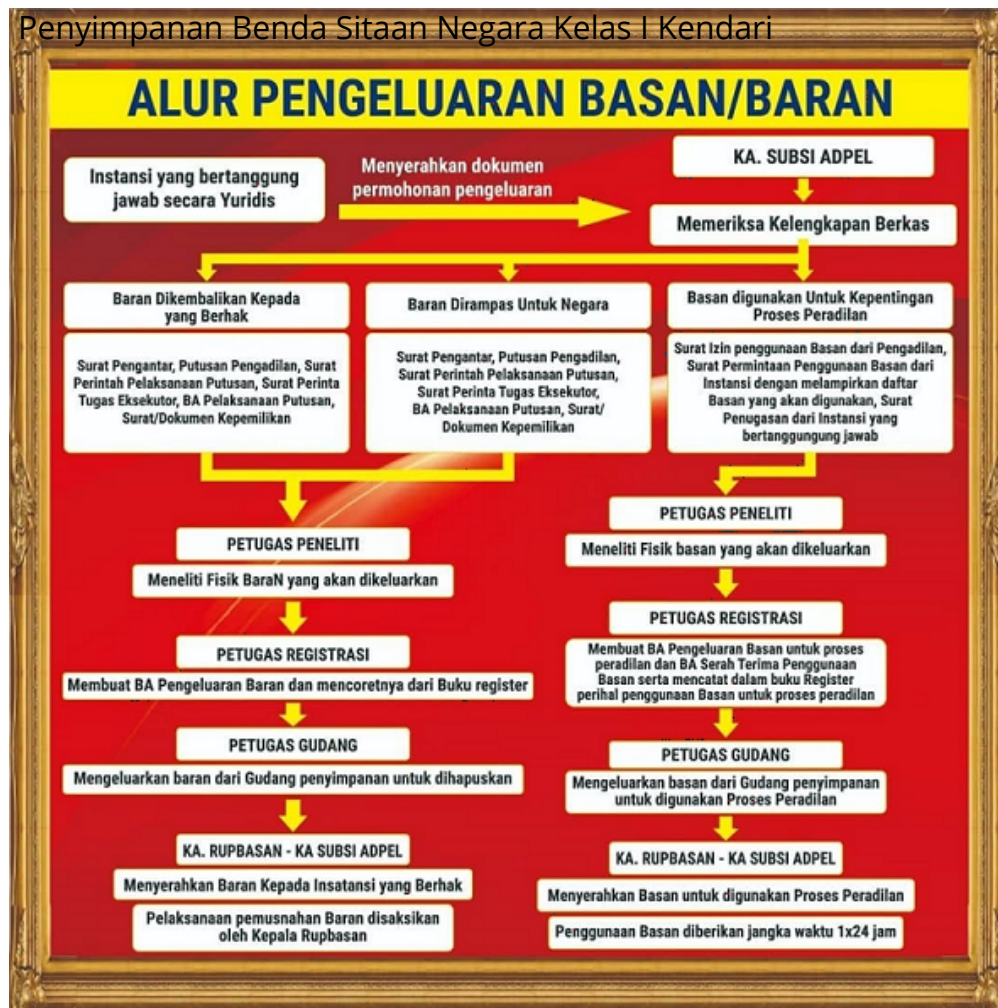 Penyimpanan Benda Sitaan Negara Kelas I Kendari
ALUR PENGELUARAN BASAN/BARAN
Instansi yang bertanggung
jawab secara Yuridis
Menyerahkan dokumen
permohonan pengeluaran
KA. SUBSI ADPEL
Memeriksa Kelengkapan Berkas
Baran Dikembalikan Kepada
yang Berhak
Surat Pengantar, Putusan Pengadilan, Surat
Perintah Pelaksanaan Putusan, Surat Perinta
Tugas Eksekutor, BA Pelaksanaan Putusan,
Surat/Dokumen Kepemilikan
Baran Dirampas Untuk Negara
Surat Pengantar, Putusan Pengadilan,
Surat Perintah Pelaksanaan Putusan,
Surat Perinta Tugas Eksekutor,
BA Pelaksanaan Putusan, Surat/
Dokumen Kepemilikan
Basan digunakan Untuk Kepentingan
Proses Peradilan
Surat Izin penggunaan Basan dari Pengadilan,
Surat Permintaan Penggunaan Basan dari
Instansi dengan melampirkan daftar
Basan yang akan digunakan, Surat
Penugasan dari Instansi yang
bertanggungung jawab
PETUGAS PENELITI
Meneliti Fisik BaraN yang akan dikeluarkan
PETUGAS REGISTRASI
Membuat BA Pengeluaran Baran dan mencoretnya dari Buku register
PETUGAS GUDANG
Mengeluarkan baran dari Gudang penyimpanan untuk dihapuskan
KA. RUPBASAN - KA SUBSI ADPEL
Menyerahkan Baran Kepada Insatansi yang Berhak
Pelaksanaan pemusnahan Baran disaksikan
oleh Kepala Rupbasan
PETUGAS PENELITI
Meneliti Fisik basan yang akan dikeluarkan
PETUGAS REGISTRASI
Membuat BA Pengeluaran Basan untuk proses
peradilan dan BA Serah Terima Penggunaan
Basan serta mencatat dalam buku Register
perihal penggunaan Basan untuk proses peradilan
PETUGAS GUDANG
Mengeluarkan basan dari Gudang penyimpanan
untuk digunakan Proses Peradilan
KA. RUPBASAN - KA SUBSI ADPEL
Menyerahkan Basan untuk digunakan Proses Peradilan
Penggunaan Basan diberikan jangka waktu 1x24 jam